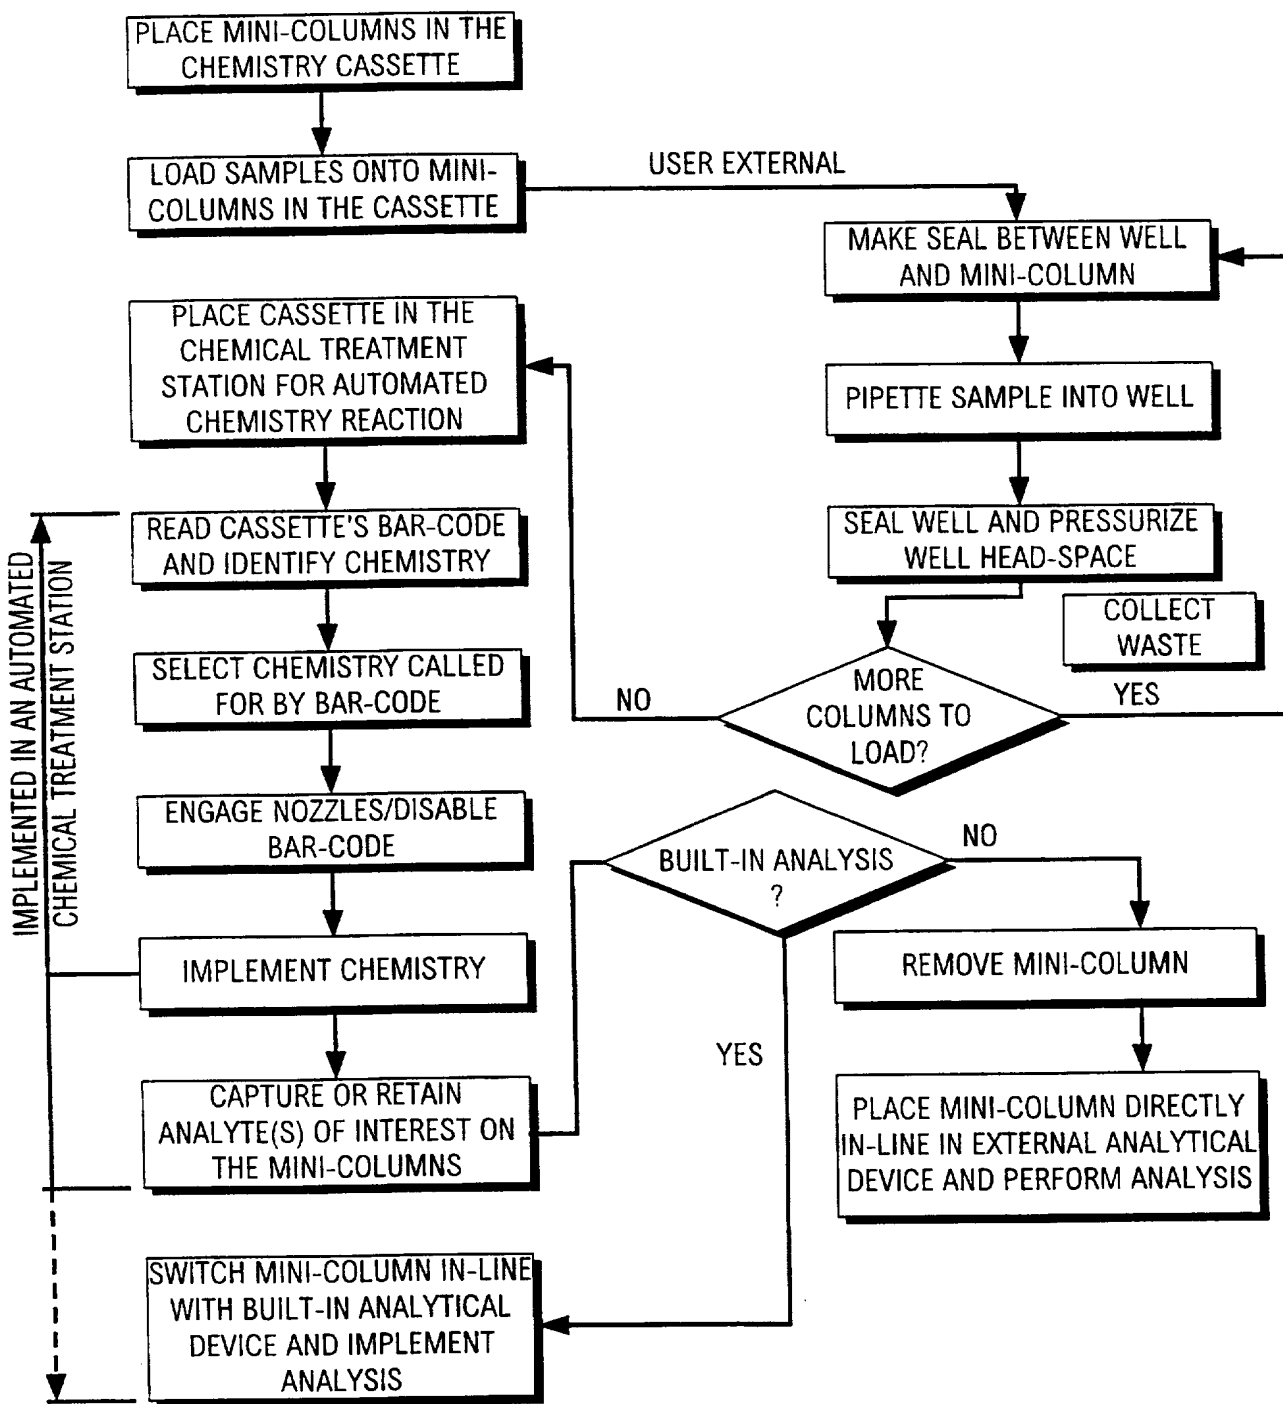 PLACE MINI-COLUMNS IN THE
CHEMISTRY CASSETTE
LOAD SAMPLES ONTO MINI-
COLUMNS IN THE CASSETTE
USER EXTERNAL
MAKE SEAL BETWEEN WELL
AND MINI-COLUMN
PIPETTE SAMPLE INTO WELL
SEAL WELL AND PRESSURIZE
WELL HEAD-SPACE
COLLECT
WASTE
MORE
COLUMNS TO
LOAD?
YES
NO
PLACE CASSETTE IN THE
CHEMICAL TREATMENT
STATION FOR AUTOMATED
CHEMISTRY REACTION
IMPLEMENTED IN AN AUTOMATED
CHEMICAL TREATMENT STATION
READ CASSETTE'S BAR-CODE
AND IDENTIFY CHEMISTRY
SELECT CHEMISTRY CALLED
FOR BY BAR-CODE
ENGAGE NOZZLES/DISABLE
BAR-CODE
IMPLEMENT CHEMISTRY
CAPTURE OR RETAIN
ANALYTE(S) OF INTEREST ON
THE MINI-COLUMNS
BUILT-IN ANALYSIS
?
NO
REMOVE MINI-COLUMN
PLACE MINI-COLUMN DIRECTLY
IN-LINE IN EXTERNAL ANALYTICAL
DEVICE AND PERFORM ANALYSIS
YES
SWITCH MINI-COLUMN IN-LINE
WITH BUILT-IN ANALYTICAL
DEVICE AND IMPLEMENT
ANALYSIS